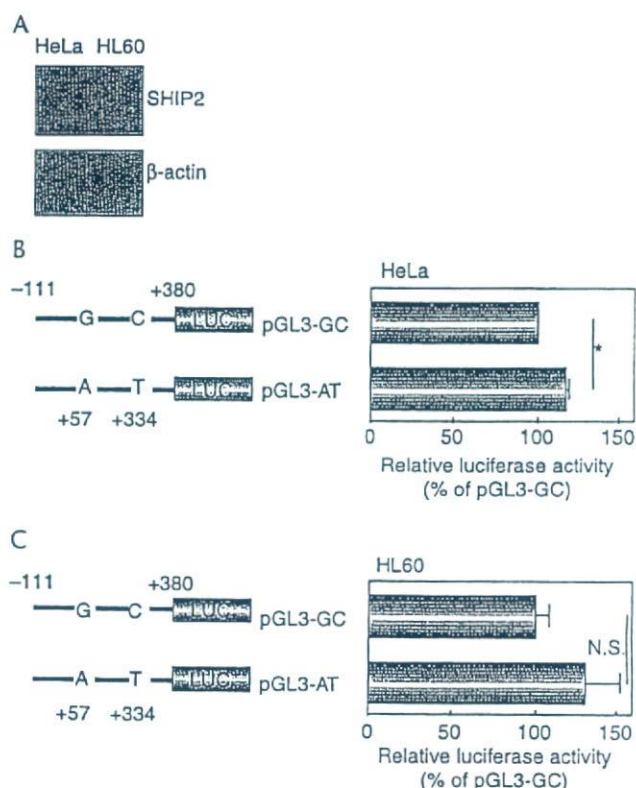 A
HeLa HL60
SHIP2
β-actin
B
−111 +380
G C LUC pGL3-GC
A T LUC pGL3-AT
+57 +334
HeLa
*
0 50 100 150
Relative luciferase activity
(% of pGL3-GC)
C
−111 +380
G C LUC pGL3-GC
A T LUC pGL3-AT
+57 +334
HL60
N.S.
0 50 100 150
Relative luciferase activity
(% of pGL3-GC)